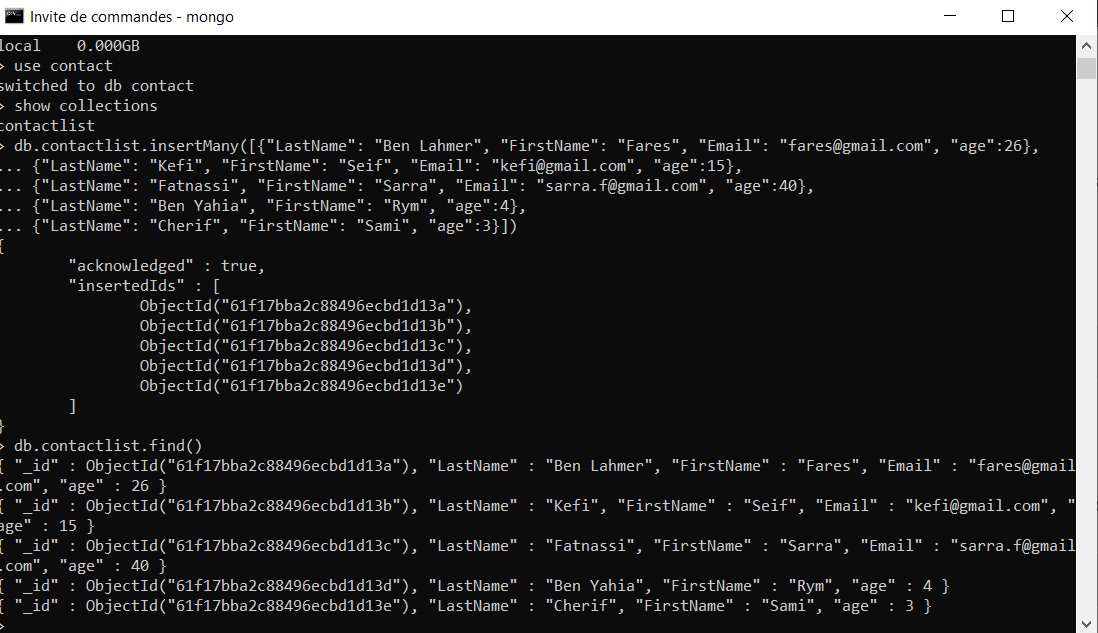 Invite de commandes - mongo
local    0.000GB
> use contact
switched to db contact
> show collections
contactlist
> db.contactlist.insertMany([{"LastName": "Ben Lahmer", "FirstName": "Fares", "Email": "fares@gmail.com", "age":26},
... {"LastName": "Kefi", "FirstName": "Seif", "Email": "kefi@gmail.com", "age":15},
... {"LastName": "Fatnassi", "FirstName": "Sarra", "Email": "sarra.f@gmail.com", "age":40},
... {"LastName": "Ben Yahia", "FirstName": "Rym", "age":4},
... {"LastName": "Cherif", "FirstName": "Sami", "age":3}])
{
        "acknowledged" : true,
        "insertedIds" : [
                ObjectId("61f17bba2c88496ecbd1d13a"),
                ObjectId("61f17bba2c88496ecbd1d13b"),
                ObjectId("61f17bba2c88496ecbd1d13c"),
                ObjectId("61f17bba2c88496ecbd1d13d"),
                ObjectId("61f17bba2c88496ecbd1d13e")
        ]
}
> db.contactlist.find()
{ "_id" : ObjectId("61f17bba2c88496ecbd1d13a"), "LastName" : "Ben Lahmer", "FirstName" : "Fares", "Email" : "fares@gmail
.com", "age" : 26 }
{ "_id" : ObjectId("61f17bba2c88496ecbd1d13b"), "LastName" : "Kefi", "FirstName" : "Seif", "Email" : "kefi@gmail.com", "
age" : 15 }
{ "_id" : ObjectId("61f17bba2c88496ecbd1d13c"), "LastName" : "Fatnassi", "FirstName" : "Sarra", "Email" : "sarra.f@gmail
.com", "age" : 40 }
{ "_id" : ObjectId("61f17bba2c88496ecbd1d13d"), "LastName" : "Ben Yahia", "FirstName" : "Rym", "age" : 4 }
{ "_id" : ObjectId("61f17bba2c88496ecbd1d13e"), "LastName" : "Cherif", "FirstName" : "Sami", "age" : 3 }
>